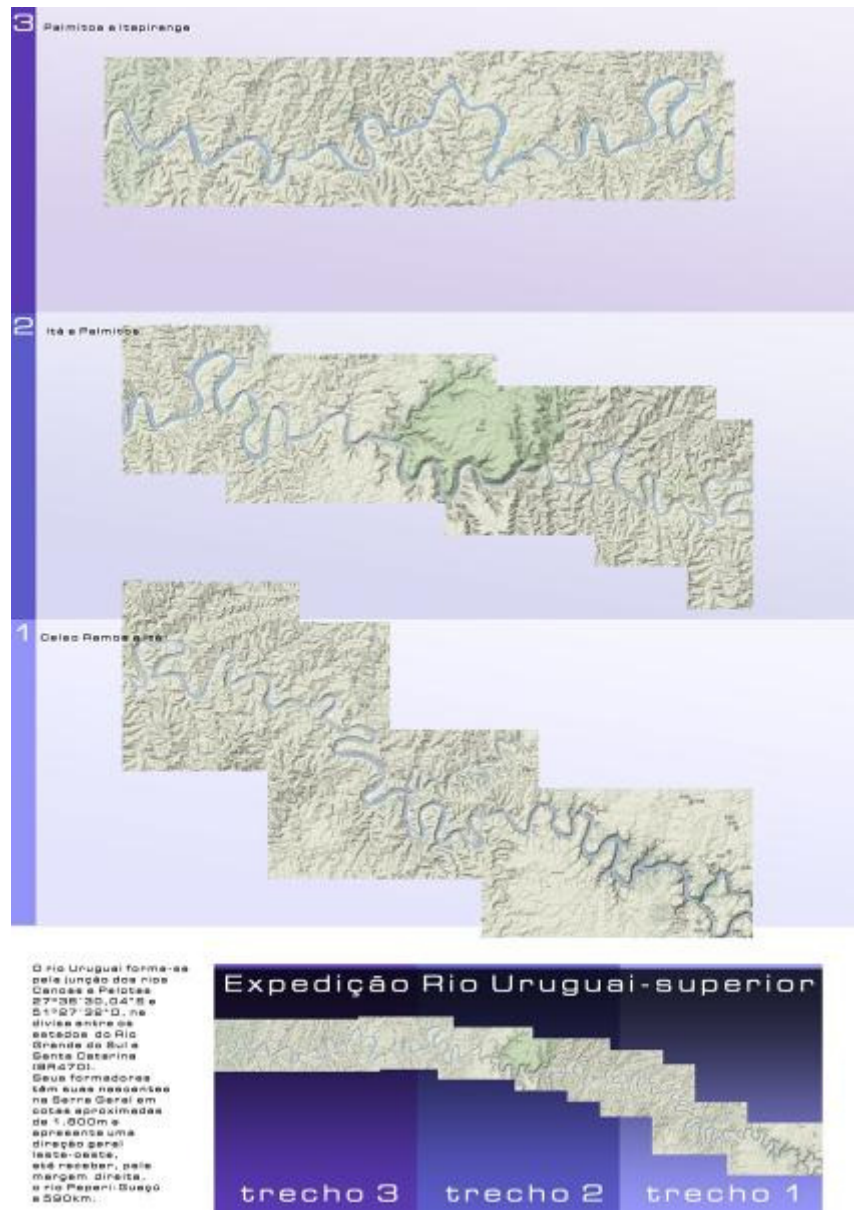 3 Palmitos a Itapiranga
2 Itá a Palmitos
1 Celso Ramos a Itá
O rio Uruguai forma-se
pela junção dos rios
Canoas e Pelotas
27°36'30,04"S e
51°27'38"O, na
divisa entre os
estados do Rio
Grande do Sul e
Santa Catarina
(BR470).
Seus formadores
têm suas nascentes
na Serra Geral em
cotas aproximadas
de 1.800m e
apresenta uma
direção geral
leste-oeste,
até receber, pela
margem direita,
o rio Peperi-Guaçú
a 590km.
Expedição Rio Uruguai-superior
trecho 3 trecho 2 trecho 1